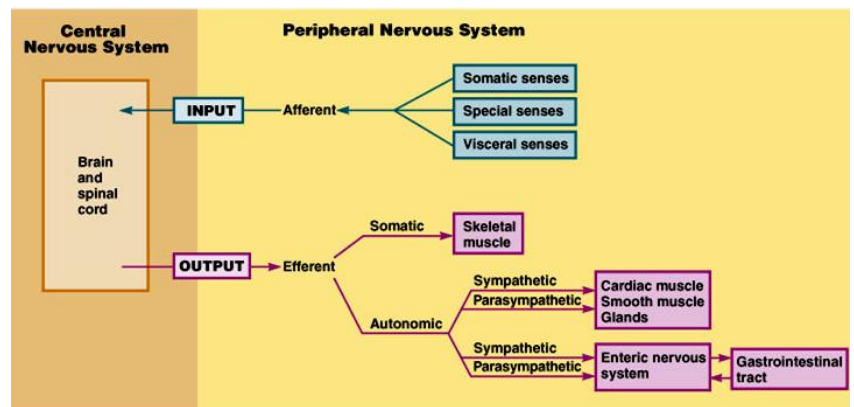 Central
Nervous System
Peripheral Nervous System
Somatic senses
INPUT
Afferent
Special senses
Visceral senses
Brain
and
spinal
cord
Somatic
Skeletal
muscle
OUTPUT
Efferent
Sympathetic
Parasympathetic
Cardiac muscle
Smooth muscle
Glands
Autonomic
Sympathetic
Parasympathetic
Enteric nervous
system
Gastrointestinal
tract